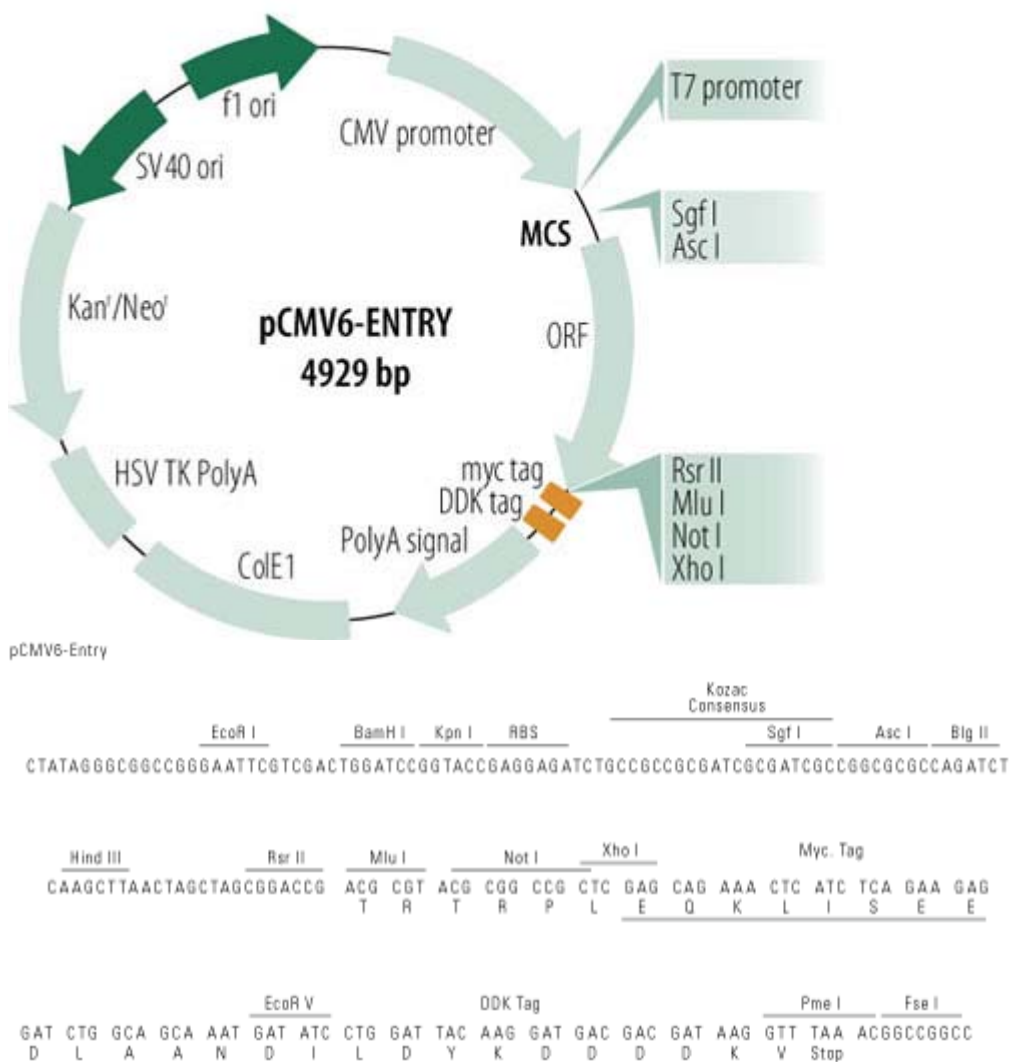 f1 ori
CMV promoter
T7 promoter
SV40 ori
Sgf I
Asc I
MCS
Kanʳ/Neoʳ
pCMV6-ENTRY
4929 bp
ORF
HSV TK PolyA
myc tag
DDK tag
PolyA signal
ColE1
Rsr II
Mlu I
Not I
Xho I
pCMV6-Entry
Kozac
Consensus
EcoR I BamH I Kpn I RBS Sgf I Asc I Blg II
CTATAGGGCGGCCGGGAATTCGTCGACTGGATCCGGTACCGAGGAGATCTGCCGCCGCGATCGCGATCGCCGGCGCGCCAGATCT
Hind III Rsr II Mlu I Not I Xho I Myc. Tag
CAAGCTTAACTAGCTAGCGGACCG ACG CGT ACG CGG CCG CTC GAG CAG AAA CTC ATC TCA GAA GAG
T R T R P L E Q K L I S E E
EcoR V DDK Tag Pme I Fse I
GAT CTG GCA GCA AAT GAT ATC CTG GAT TAC AAG GAT GAC GAC GAT AAG GTT TAA ACGGCCGGCC
D L A A N D I L D Y K D D D D K V Stop